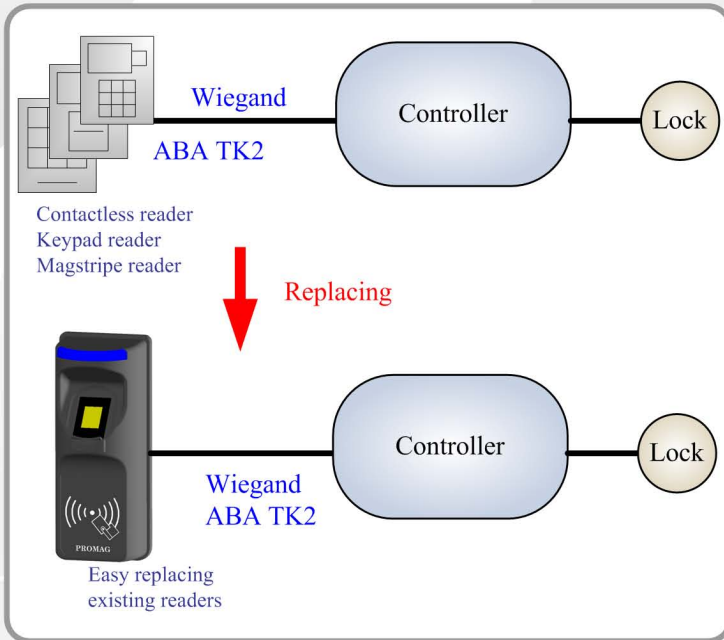 Wiegand
ABA TK2
Controller
Lock
Contactless reader
Keypad reader
Magstripe reader
Replacing
PROMAG
Wiegand
ABA TK2
Controller
Lock
Easy replacing
existing readers